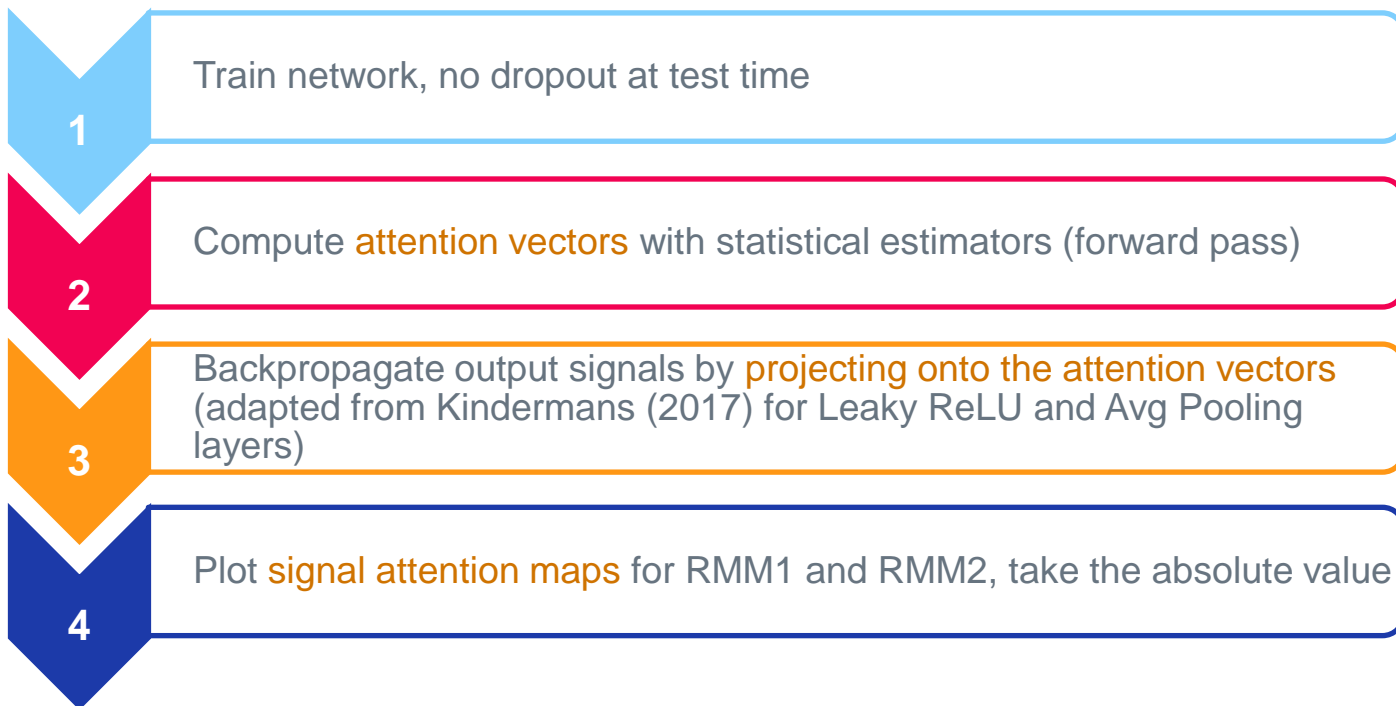 1
Train network, no dropout at test time
2
Compute attention vectors with statistical estimators (forward pass)
3
Backpropagate output signals by projecting onto the attention vectors
(adapted from Kindermans (2017) for Leaky ReLU and Avg Pooling
layers)
4
Plot signal attention maps for RMM1 and RMM2, take the absolute value